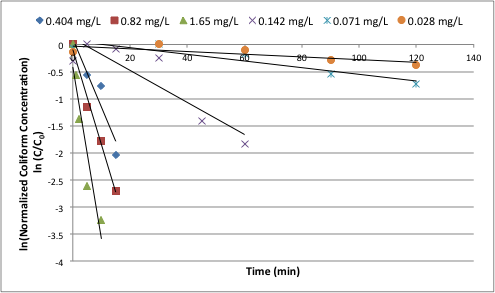 0.404 mg/L 0.82 mg/L 1.65 mg/L 0.142 mg/L 0.071 mg/L 0.028 mg/L
0 20 40 60 80 100 120 140
0
-0.5
-1
-1.5
-2
-2.5
-3
-3.5
-4
ln(Normalized Coliform Concentration)
ln (C/C0)
Time (min)